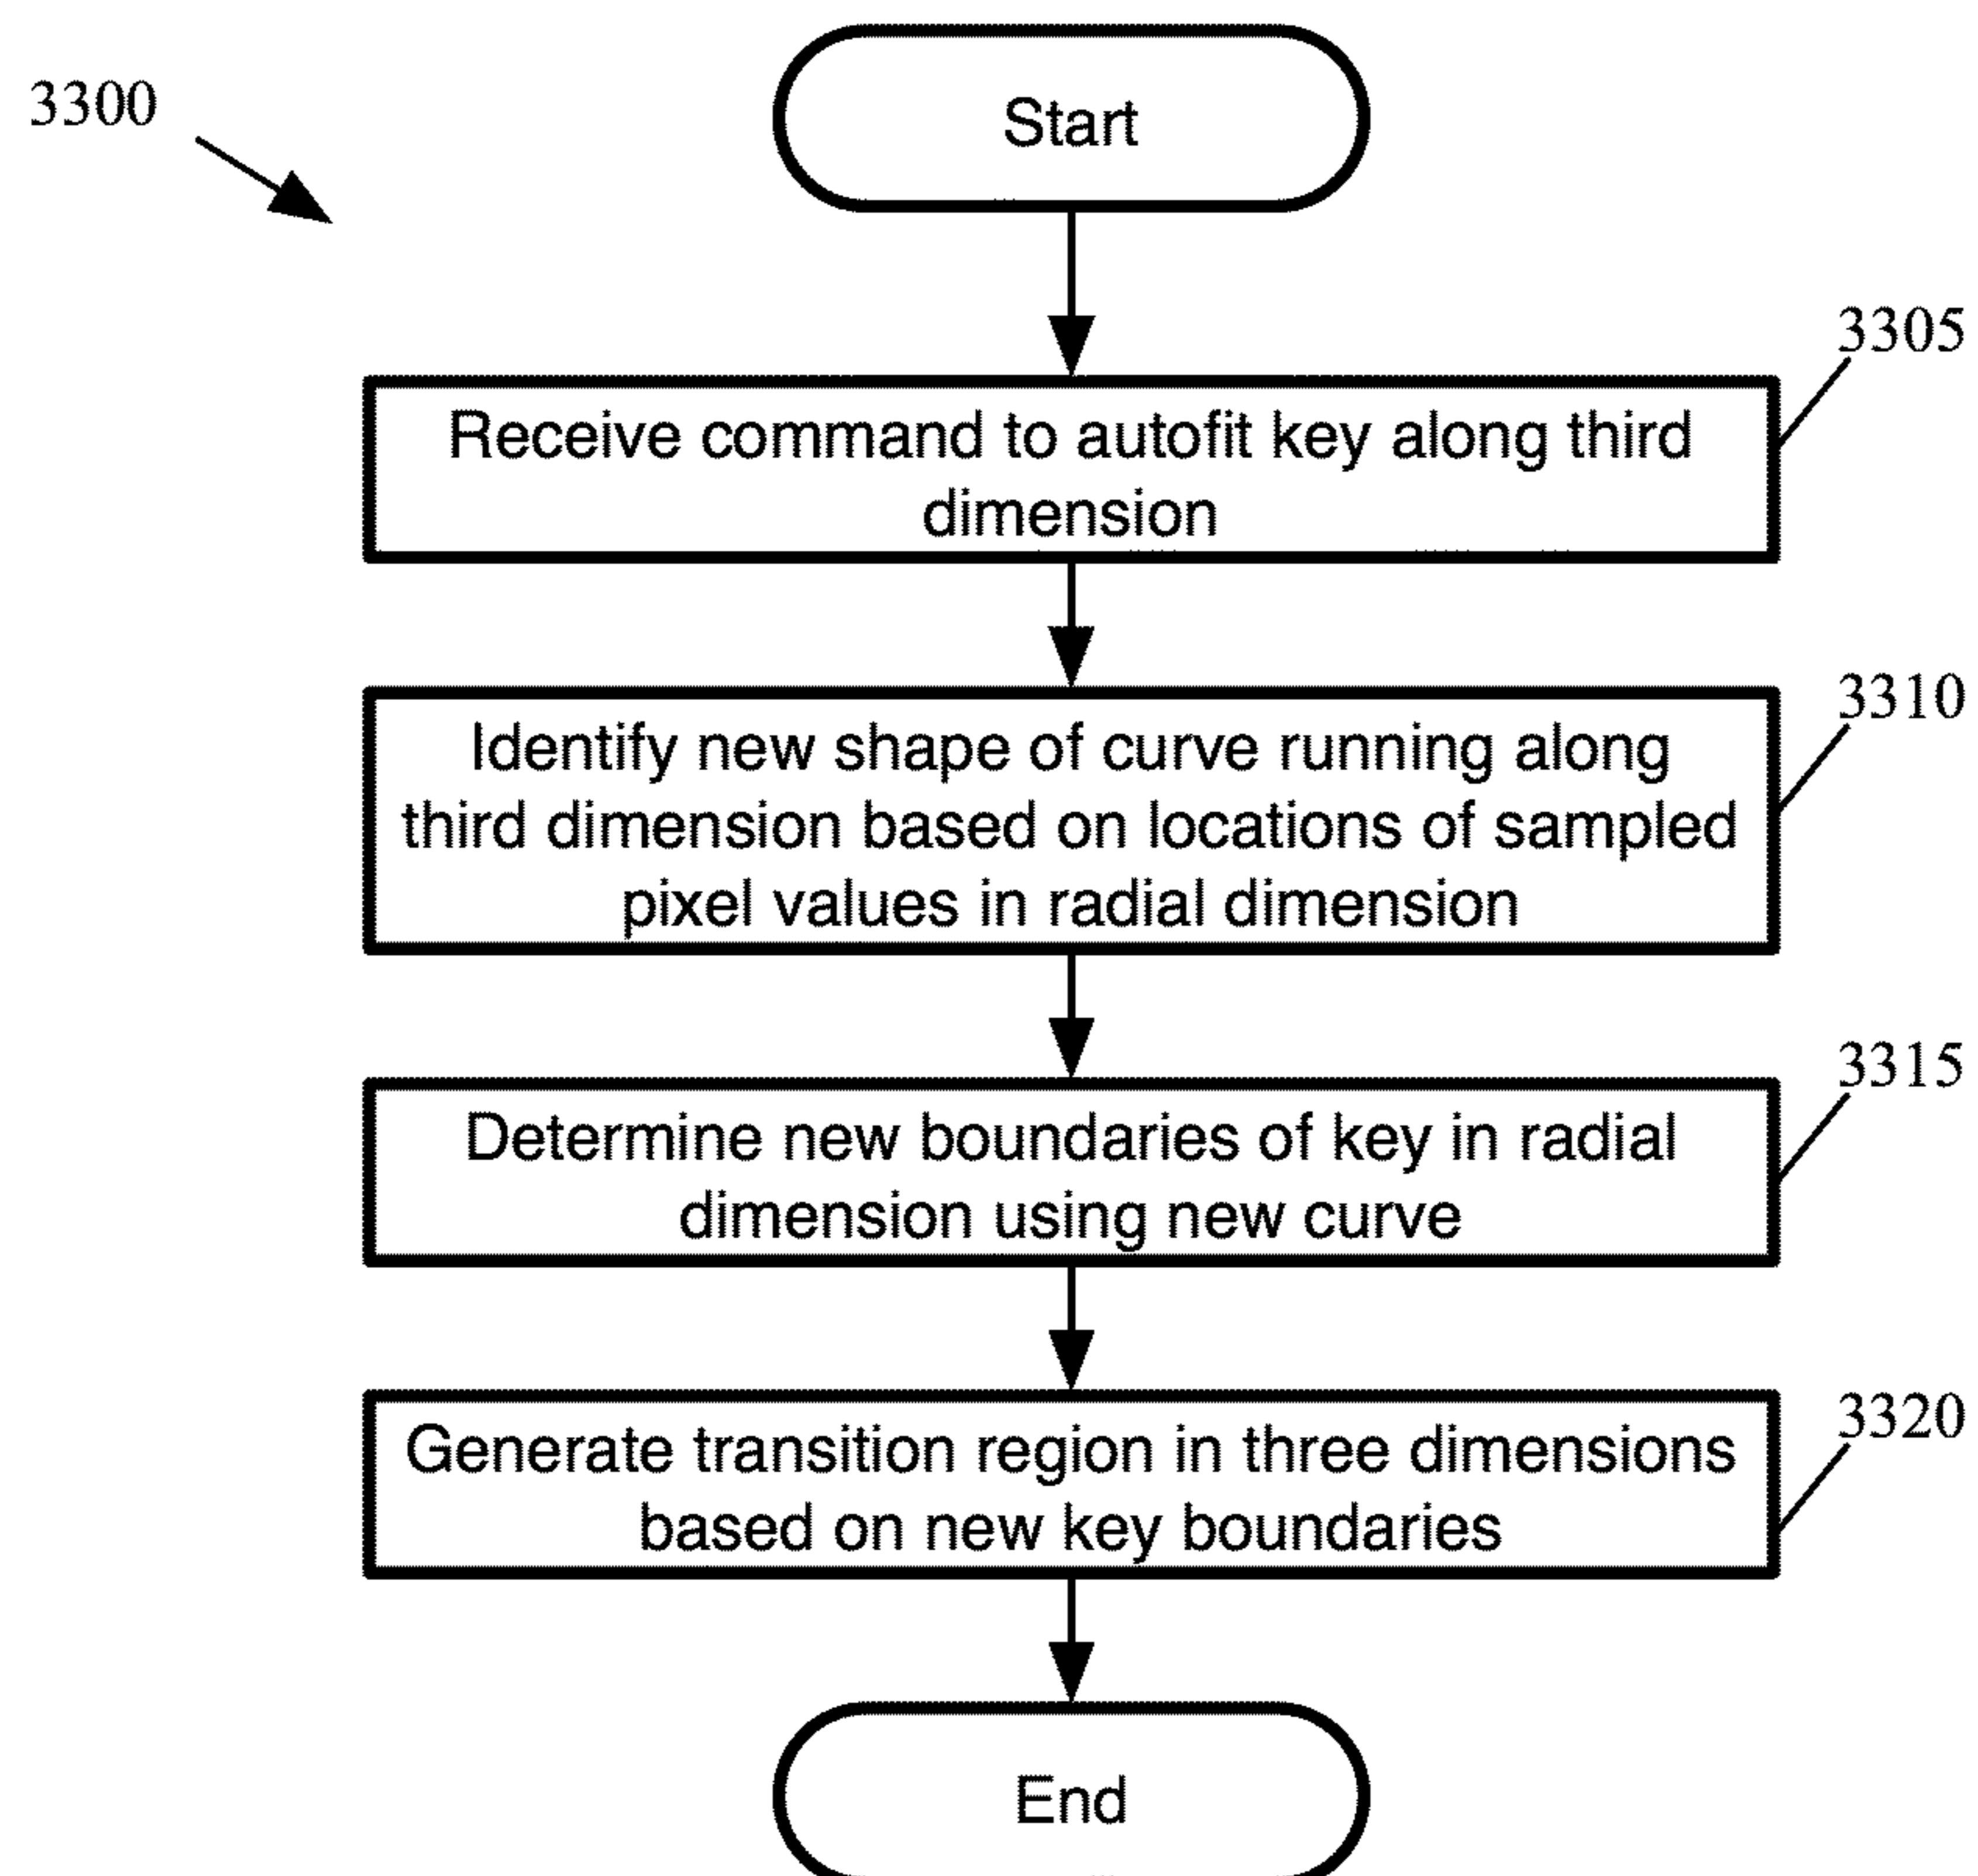 3300
Start
3305
Receive command to autofit key along third
dimension
3310
Identify new shape of curve running along
third dimension based on locations of sampled
pixel values in radial dimension
3315
Determine new boundaries of key in radial
dimension using new curve
3320
Generate transition region in three dimensions
based on new key boundaries
End